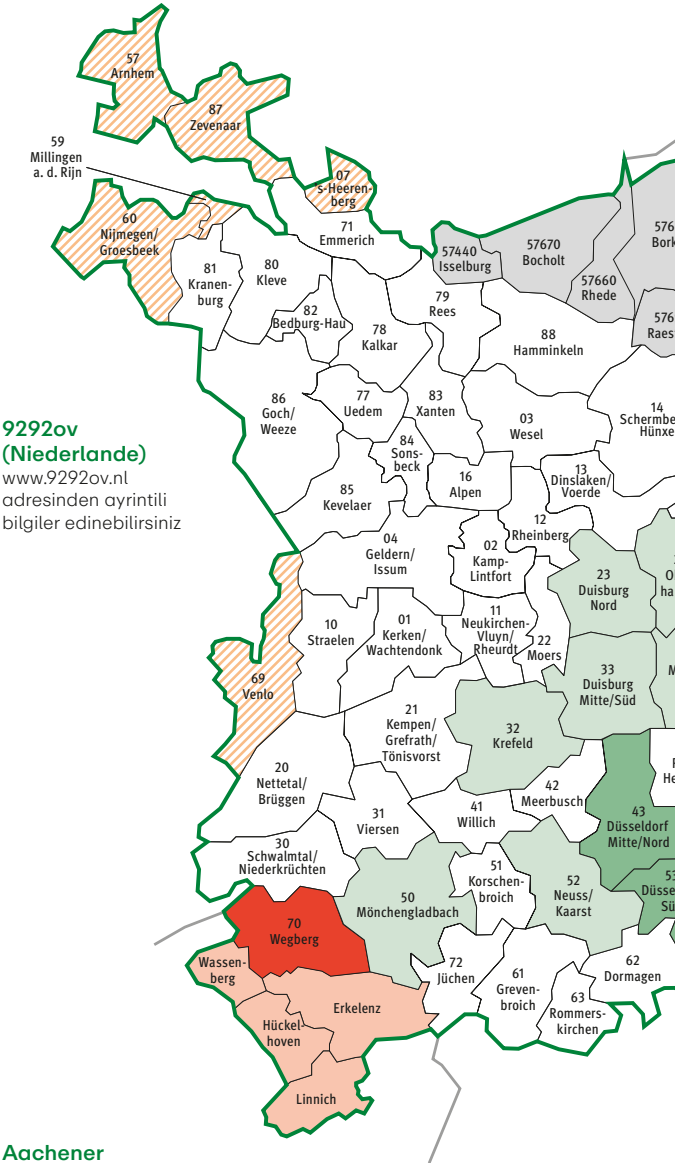 57
Arnhem
87
Zevenaar
59
Millingen
a. d. Rijn
07
s-Heeren-
berg
60
Nijmegen/
Groesbeek
71
Emmerich
81
Kranen-
burg
80
Kleve
57440
Isselburg
57670
Bocholt
57660
Rhede
82
Bedburg-Hau
78
Kalkar
79
Rees
88
Hamminkeln
86
Goch/
Weeze
77
Uedem
83
Xanten
03
Wesel
14
9292ov
(Niederlande)
www.9292ov.nl
adresinden ayrintili
bilgiler edinebilirsiniz
84
Sons-
beck
85
Kevelaer
16
Alpen
13
Dinslaken/
Voerde
04
Geldern/
Issum
02
Kamp-
Lintfort
12
Rheinberg
23
Duisburg
Nord
10
Straelen
01
Kerken/
Wachtendonk
11
Neukirchen-
Vluyn/
Rheurdt
22
Moers
69
Venlo
33
Duisburg
Mitte/Süd
21
Kempen/
Grefrath/
Tönisvorst
32
Krefeld
20
Nettetal/
Brüggen
31
Viersen
41
Willich
42
Meerbusch
43
Düsseldorf
Mitte/Nord
30
Schwalmtal/
Niederkrüchten
50
Mönchengladbach
51
Korschen-
broich
52
Neuss/
Kaarst
70
Wegberg
72
Jüchen
61
Greven-
broich
62
Dormagen
63
Rommers-
kirchen
Wassen-
berg
Erkelenz
Hückel-
hoven
Linnich
Aachener